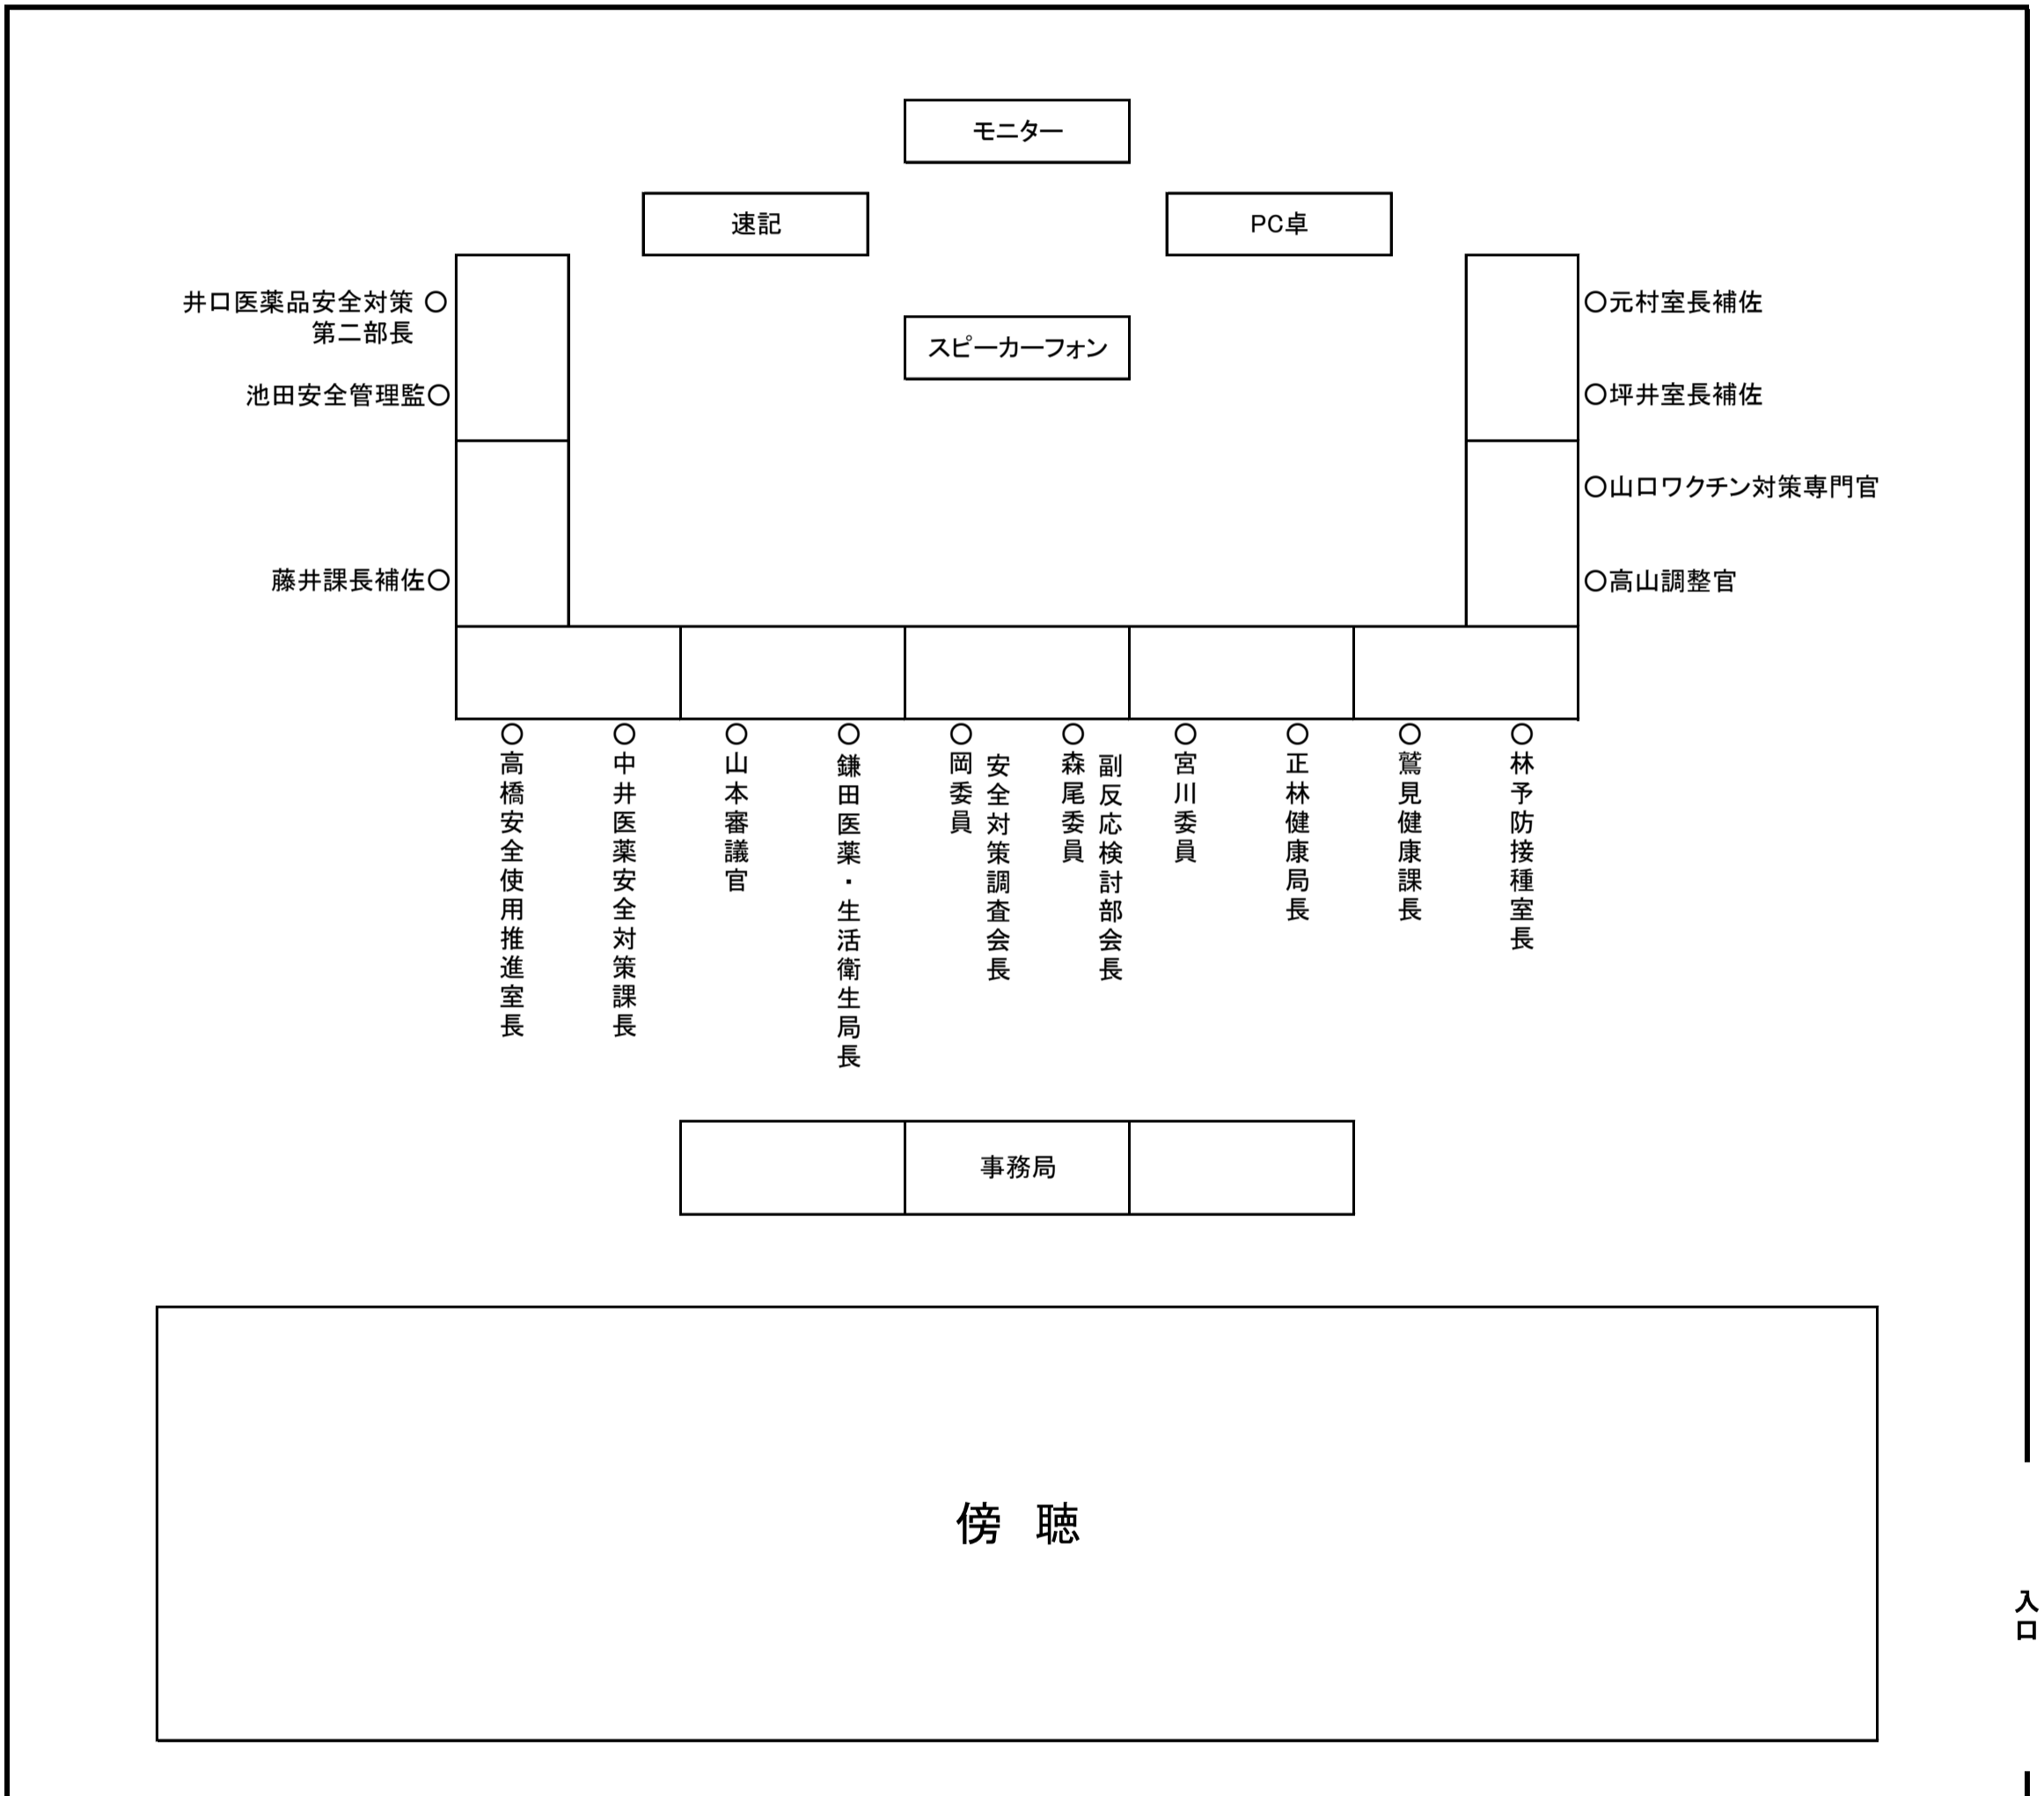 モニター
速記
PC卓
井口医薬品安全対策 ○
第二部長
○元村室長補佐
スピーカーフォン
池田安全管理監○
○坪井室長補佐
○山口ワクチン対策専門官
藤井課長補佐○
○高山調整官
○高橋安全使用推進室長
○中井医薬安全対策課長
○山本審議官
○鎌田医薬・生活衛生局長
○岡委員
安全対策調査会長
○森尾委員
副反応検討部会長
○宮川委員
○正林健康局長
○鷲見健康課長
○林予防接種室長
事務局
傍 聴
入口